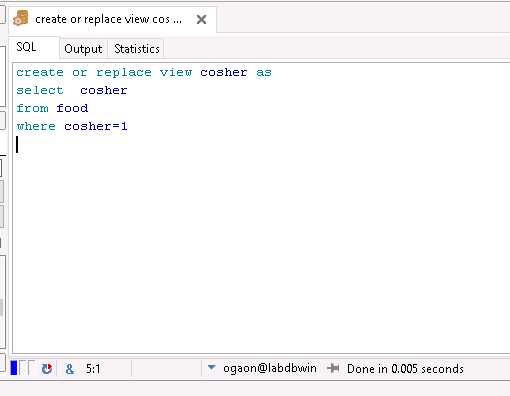 create or replace view cos ...
SQL
Output
Statistics
create or replace view cosher as
select  cosher
from food
where cosher=1
& 5:1
ogaon@labdbwin
Done in 0.005 seconds